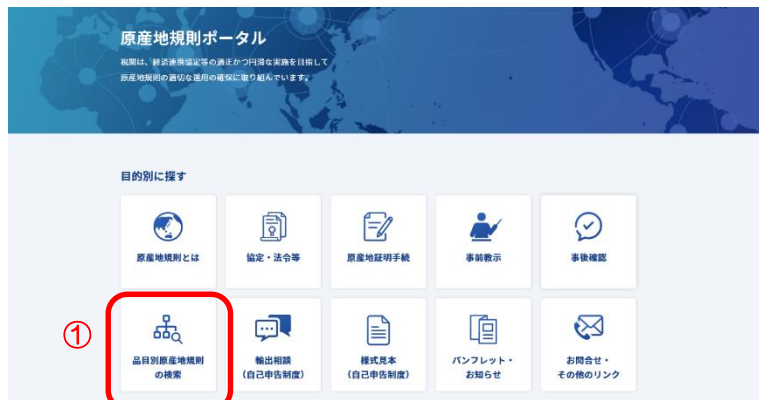 原産地規則ポータル
税関は、経済連携協定等の適正かつ円滑な実施を目指して
原産地規則の適切な運用の確保に取り組んでいます。
目的別に探す
原産地規則とは
協定・法令等
原産地証明手続
事前教示
事後確認
①
品目別原産地規則
の検索
輸出相談
(自己申告制度)
様式見本
(自己申告制度)
パンフレット・
お知らせ
お問合せ・
その他のリンク